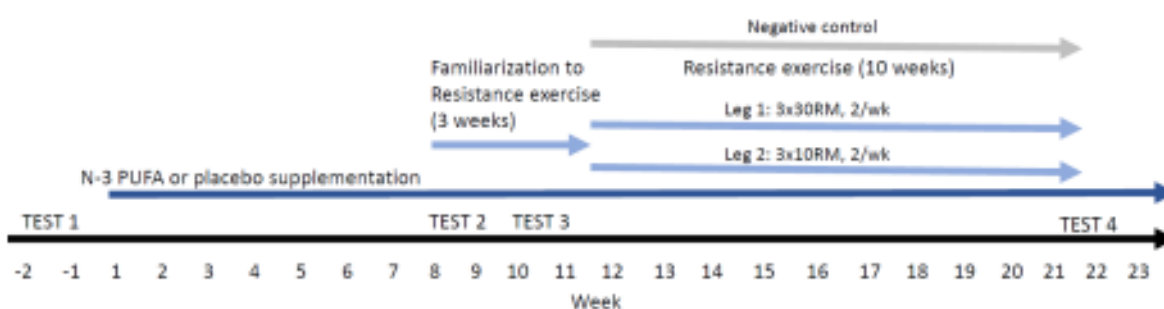 Negative control
Familiarization to
Resistance exercise
(3 weeks)
Resistance exercise (10 weeks)
Leg 1: 3x30RM, 2/wk
Leg 2: 3x10RM, 2/wk
N-3 PUFA or placebo supplementation
TEST 1 TEST 2 TEST 3 TEST 4
-2 -1 1 2 3 4 5 6 7 8 9 10 11 12 13 14 15 16 17 18 19 20 21 22 23
Week